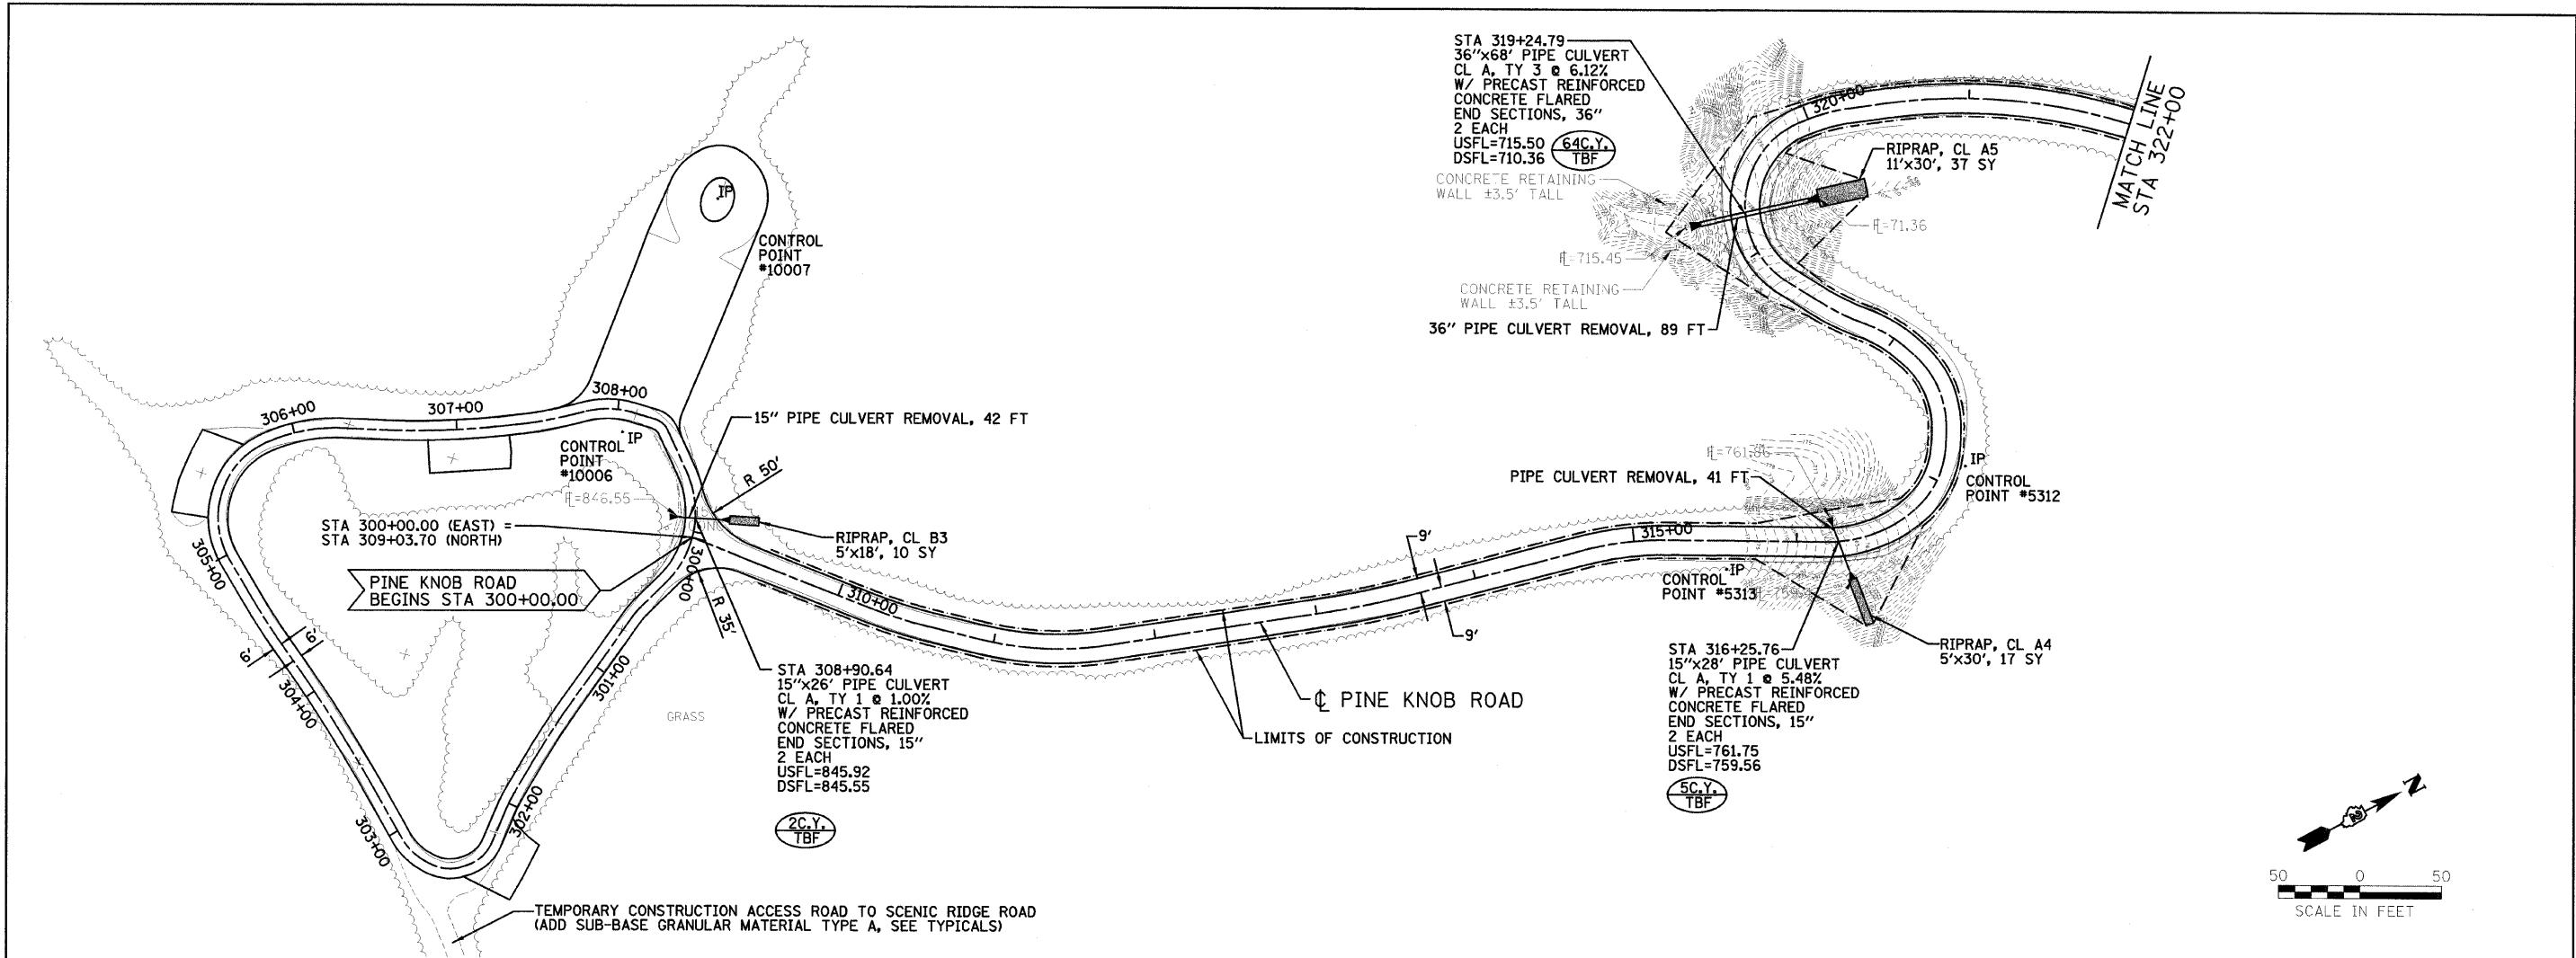 STA 319+24.79
36"x68' PIPE CULVERT
CL A, TY 3 @ 6.12%
W/ PRECAST REINFORCED
CONCRETE FLARED
END SECTIONS, 36"
2 EACH
USFL=715.50
DSFL=710.36
64C.Y.
TBF
CONCRETE RETAINING
WALL ±3.5' TALL
320+00
MATCH LINE
STA 322+00
RIPRAP, CL A5
11'x30', 37 SY
FL=71.36
FL=715.45
CONCRETE RETAINING
WALL ±3.5' TALL
36" PIPE CULVERT REMOVAL, 89 FT
IP
CONTROL
POINT
#10007
308+00
307+00
306+00
15" PIPE CULVERT REMOVAL, 42 FT
IP
CONTROL
POINT
#10006
R 50'
FL=846.55
STA 300+00.00 (EAST) =
STA 309+03.70 (NORTH)
RIPRAP, CL B3
5'x18', 10 SY
PINE KNOB ROAD
BEGINS STA 300+00.00
305+00
300+00
R 35'
310+00
9'
9'
FL=761.86
PIPE CULVERT REMOVAL, 41 FT
IP
CONTROL
POINT #5312
315+00
IP
CONTROL
POINT #5313
RIPRAP, CL A4
5'x30', 17 SY
STA 316+25.76
15"x28' PIPE CULVERT
CL A, TY 1 @ 5.48%
W/ PRECAST REINFORCED
CONCRETE FLARED
END SECTIONS, 15"
2 EACH
USFL=761.75
DSFL=759.56
5C.Y.
TBF
9'
9'
304+00
301+00
GRASS
STA 308+90.64
15"x26' PIPE CULVERT
CL A, TY 1 @ 1.00%
W/ PRECAST REINFORCED
CONCRETE FLARED
END SECTIONS, 15"
2 EACH
USFL=845.92
DSFL=845.55
2C.Y.
TBF
℄ PINE KNOB ROAD
LIMITS OF CONSTRUCTION
303+00
302+00
TEMPORARY CONSTRUCTION ACCESS ROAD TO SCENIC RIDGE ROAD
(ADD SUB-BASE GRANULAR MATERIAL TYPE A, SEE TYPICALS)
N
50 0 50
SCALE IN FEET